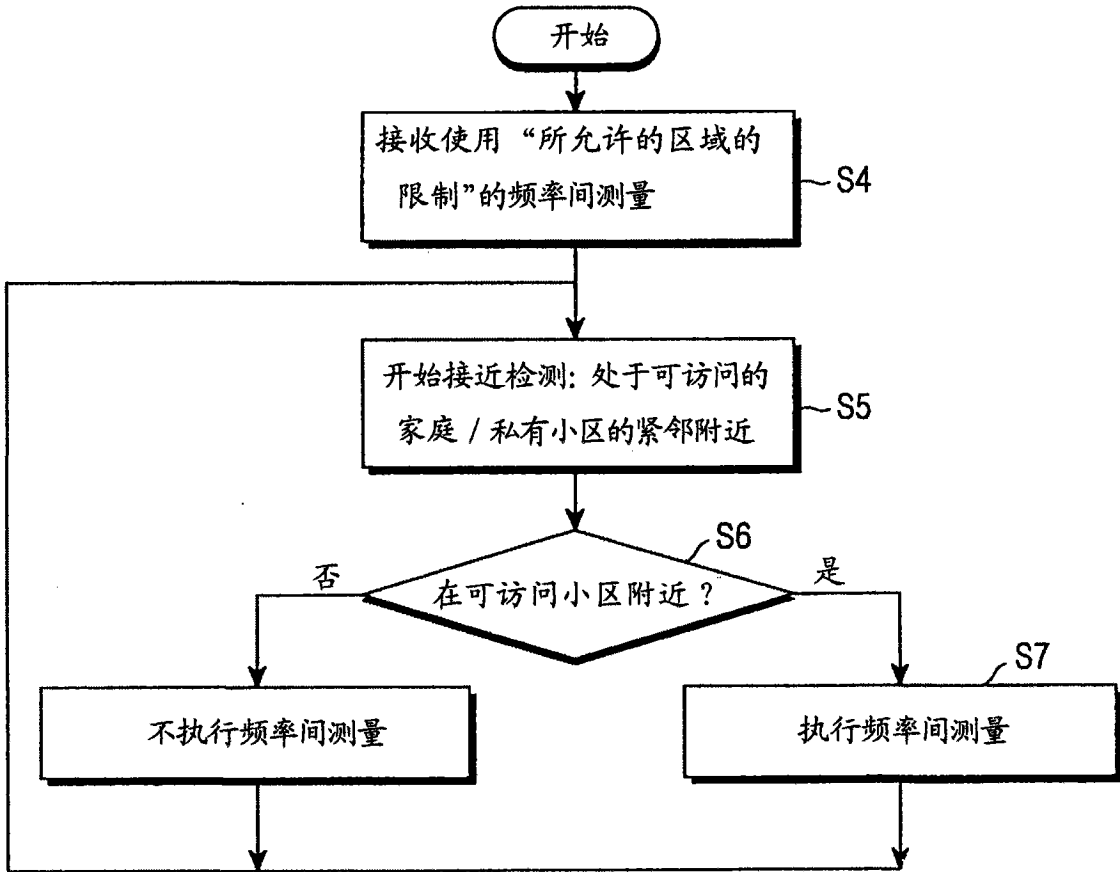 开始
接收使用“所允许的区域的
限制”的频率间测量
S4
开始接近检测: 处于可访问的
家庭 / 私有小区的紧邻附近
S5
S6
否
在可访问小区附近?
是
S7
不执行频率间测量
执行频率间测量